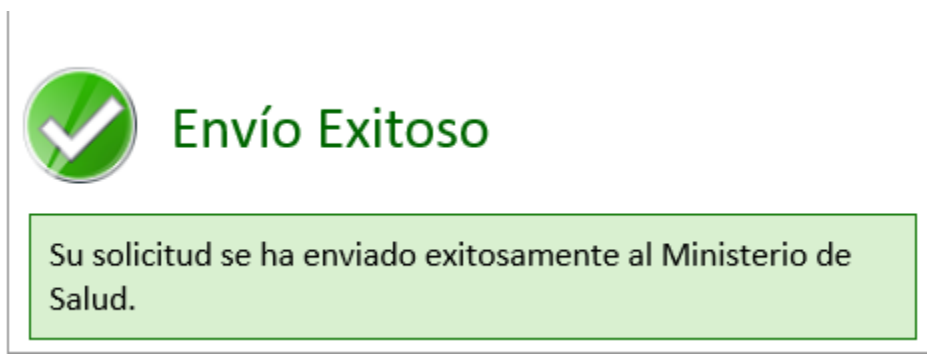 Envío Exitoso
Su solicitud se ha enviado exitosamente al Ministerio de
Salud.